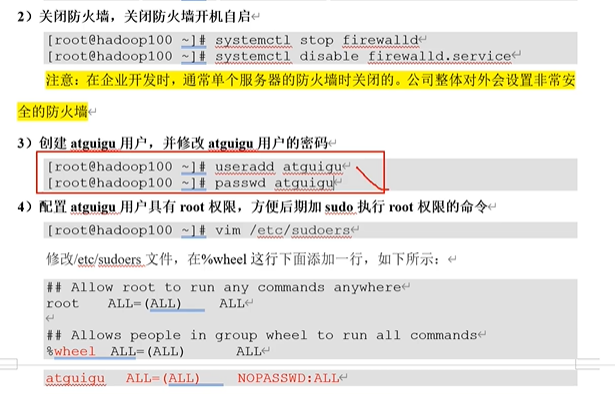 2）关闭防火墙，关闭防火墙开机自启
[root@hadoop100 ~]# systemctl stop firewalld
[root@hadoop100 ~]# systemctl disable firewalld.service
注意：在企业开发时，通常单个服务器的防火墙时关闭的。公司整体对外会设置非常安
全的防火墙
3）创建 atguigu 用户，并修改 atguigu 用户的密码
[root@hadoop100 ~]# useradd atguigu
[root@hadoop100 ~]# passwd atguigu
4）配置 atguigu 用户具有 root 权限，方便后期加 sudo 执行 root 权限的命令
[root@hadoop100 ~]# vim /etc/sudoers
修改/etc/sudoers 文件，在%wheel 这行下面添加一行，如下所示：
## Allow root to run any commands anywhere
root    ALL=(ALL)     ALL
## Allows people in group wheel to run all commands
%wheel  ALL=(ALL)       ALL
atguigu   ALL=(ALL)     NOPASSWD:ALL